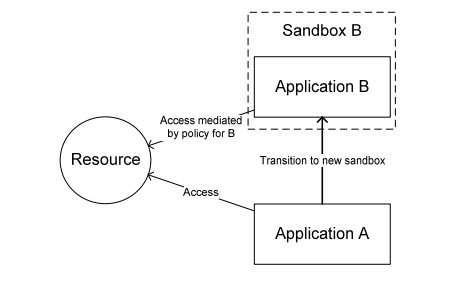 Sandbox B
Application B
Access mediated
by policy for B
Resource
Transition to new sandbox
Access
Application A